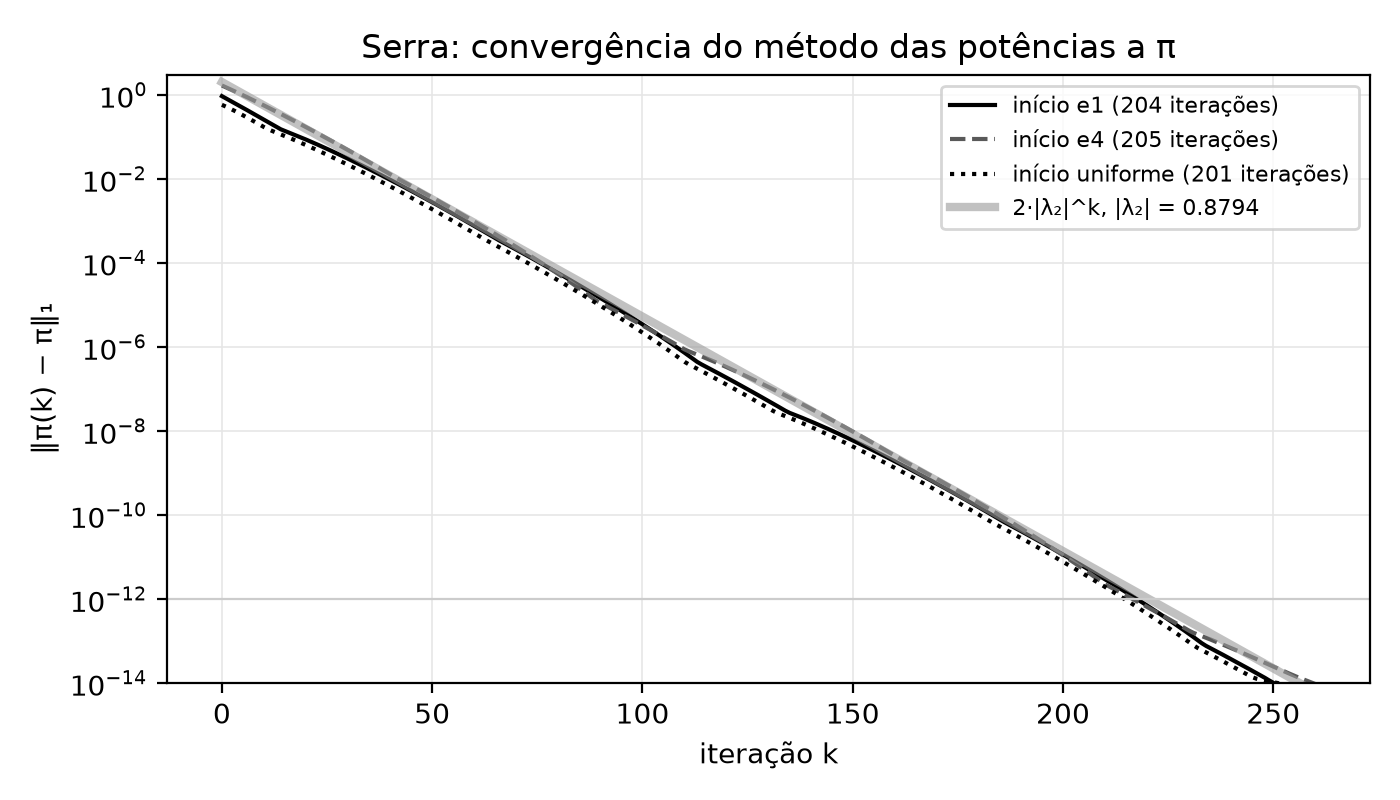 Serra: convergência do método das potências a π
‖π(k) − π‖₁
10⁰
10⁻²
10⁻⁴
10⁻⁶
10⁻⁸
10⁻¹⁰
10⁻¹²
10⁻¹⁴
início e1 (204 iterações)
início e4 (205 iterações)
início uniforme (201 iterações)
2·|λ₂|^k, |λ₂| = 0.8794
0 50 100 150 200 250
iteração k